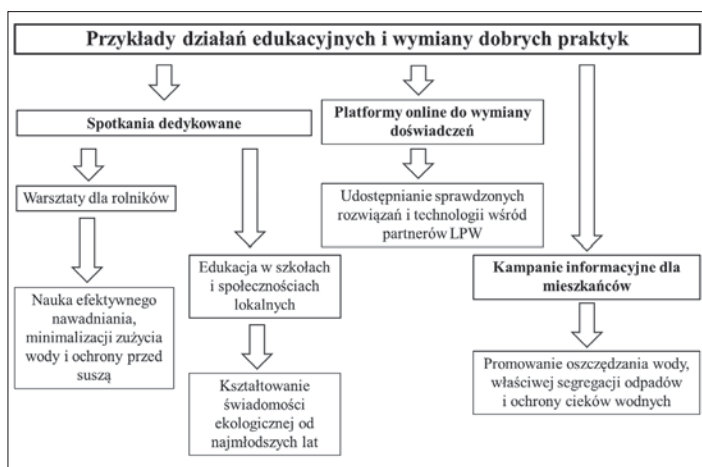 Przykłady działań edukacyjnych i wymiany dobrych praktyk
Spotkania dedykowane
Warsztaty dla rolników
Nauka efektywnego
nawadniania,
minimalizacji zużycia
wody i ochrony przed
suszą
Edukacja w szkołach
i społecznościach
lokalnych
Kształtowanie
świadomości
ekologicznej od
najmłodszych lat
Platformy online do wymiany
doświadczeń
Udostępnianie sprawdzonych
rozwiązań i technologii wśród
partnerów LPW
Kampanie informacyjne dla
mieszkańców
Promowanie oszczędzania wody,
właściwej segregacji odpadów
i ochrony cieków wodnych